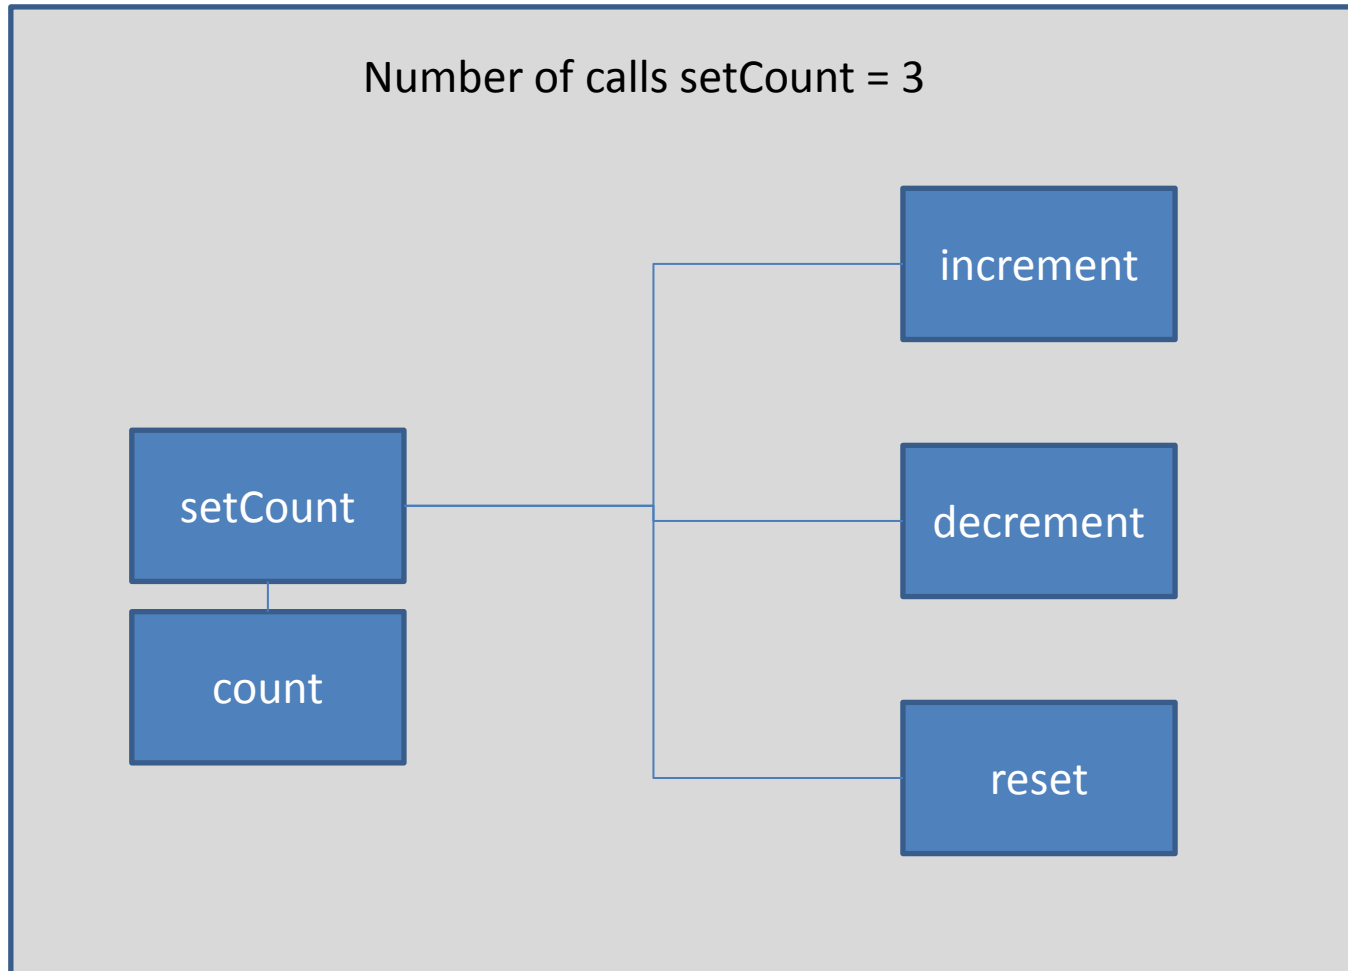 Number of calls setCount = 3
increment
setCount
decrement
count
reset